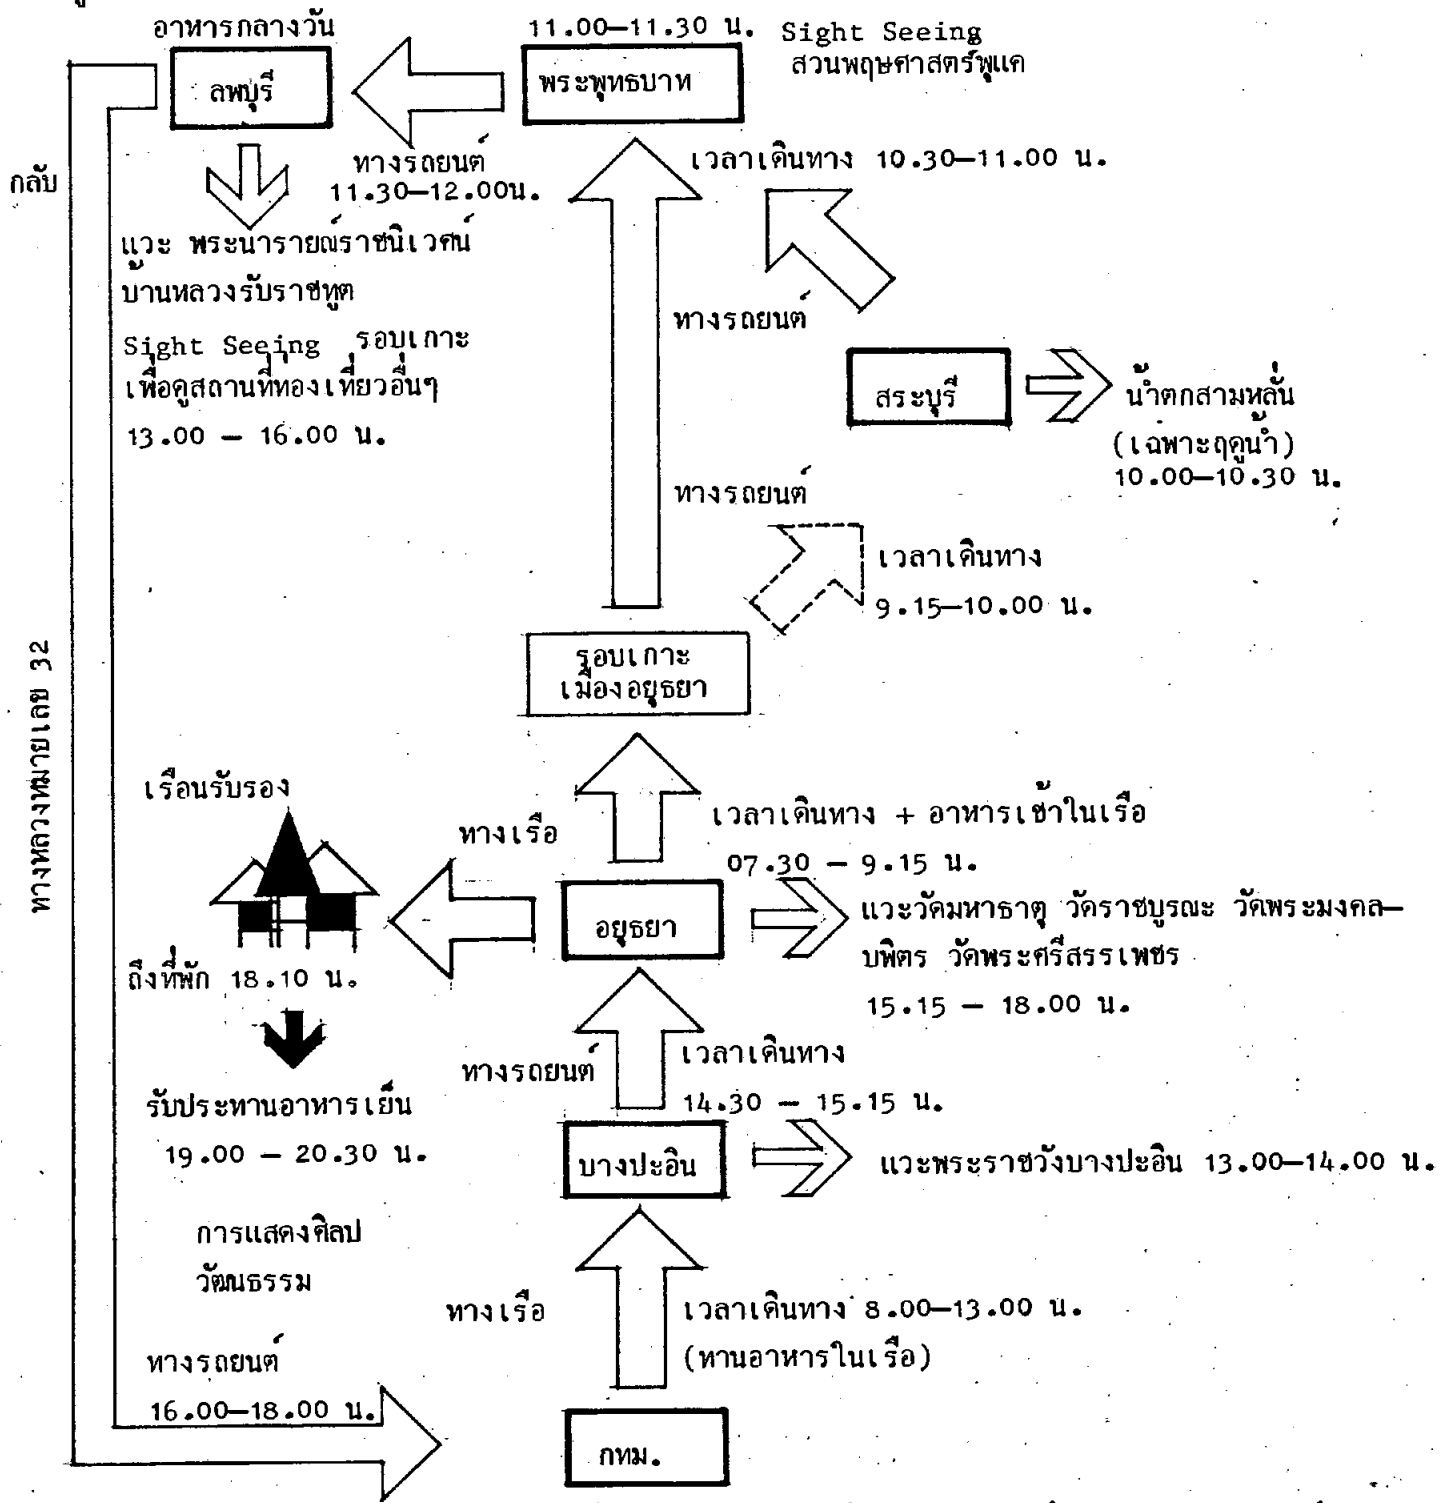 อาหารกลางวัน
11.00–11.30 น. Sight Seeing
สวนพฤษศาสตร์พุแค
ลพบุรี
พระพุทธบาท
กลับ
ทางรถยนต์
11.30–12.00น.
เวลาเดินทาง 10.30–11.00 น.
แวะ พระนารายณ์ราชนิเวศน์
บ้านหลวงรับราชทูต
Sight Seeing รอบเกาะ
เพื่อดูสถานที่ทองเที่ยวอื่นๆ
13.00 – 16.00 น.
ทางรถยนต์
สระบุรี
น้ำตกสามหลั่น
(เฉพาะฤดูน้ำ)
10.00–10.30 น.
ทางรถยนต์
เวลาเดินทาง
9.15–10.00 น.
รอบเกาะ
เมืองอยุธยา
ทางหลวงหมายเลข 32
เรือนรับรอง
ทางเรือ
เวลาเดินทาง + อาหารเช้าในเรือ
07.30 – 9.15 น.
อยุธยา
แวะวัดมหาธาตุ วัดราชบูรณะ วัดพระมงคล–
บพิตร วัดพระศรีสรรเพชร
15.15 – 18.00 น.
ถึงที่พัก 18.10 น.
ทางรถยนต์
เวลาเดินทาง
14.30 – 15.15 น.
รับประทานอาหารเย็น
19.00 – 20.30 น.
บางปะอิน
แวะพระราชวังบางปะอิน 13.00–14.00 น.
การแสดงศิลป
วัฒนธรรม
ทางเรือ
เวลาเดินทาง 8.00–13.00 น.
(ทานอาหารในเรือ)
ทางรถยนต์
16.00–18.00 น.
กทม.